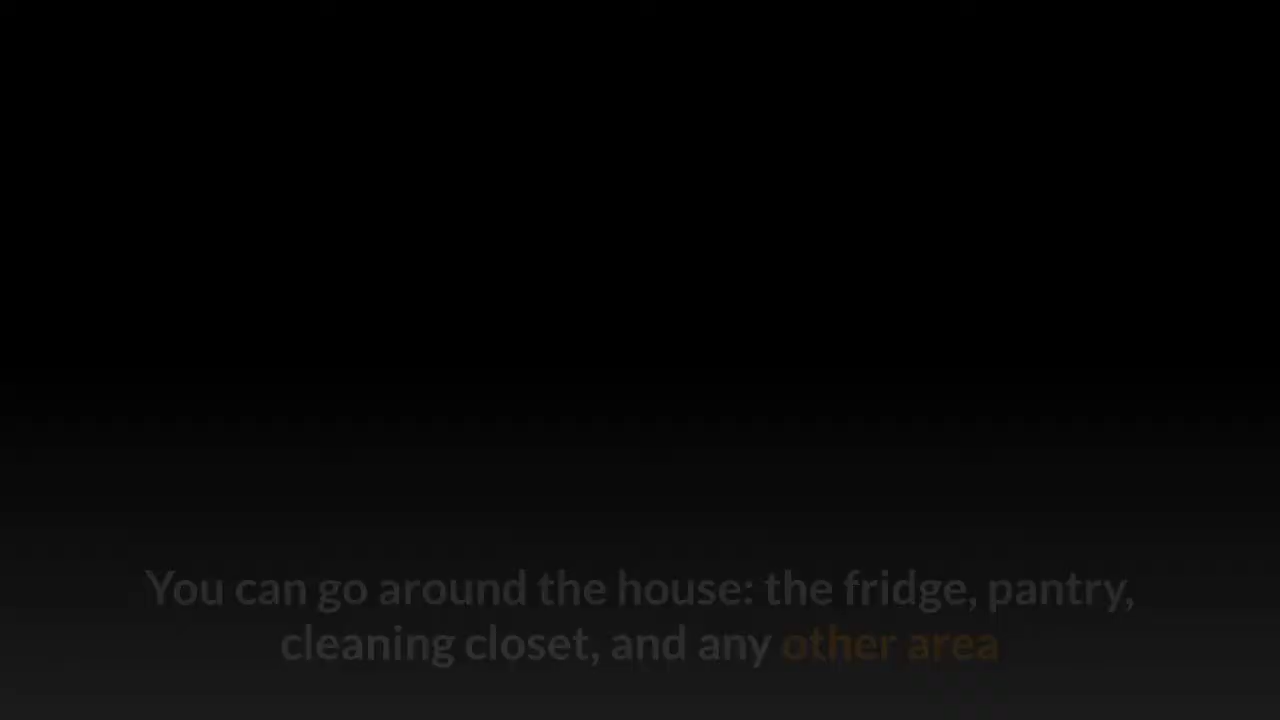 You can go around the house: the fridge, pantry,
cleaning closet, and any other area